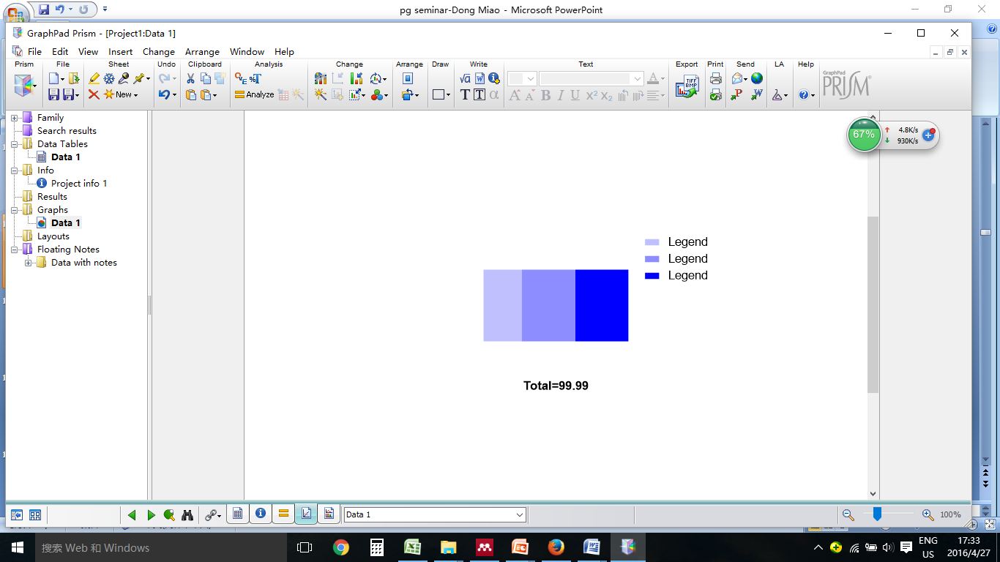 pg seminar-Dong Miao - Microsoft PowerPoint
GraphPad Prism - [Project1:Data 1]
File Edit View Insert Change Arrange Window Help
Prism File Sheet Undo Clipboard Analysis Change Arrange Draw Write Text Export Print Send LA Help
New
Analyze
TIFF
BMP
GraphPad
PRISM
Family
Search results
Data Tables
Data 1
Info
Project info 1
Results
Graphs
Data 1
Layouts
Floating Notes
Data with notes
67%
4.8K/s
930K/s
Legend
Legend
Legend
Total=99.99
Data 1
100%
搜索 Web 和 Windows
ENG
US
17:33
2016/4/27